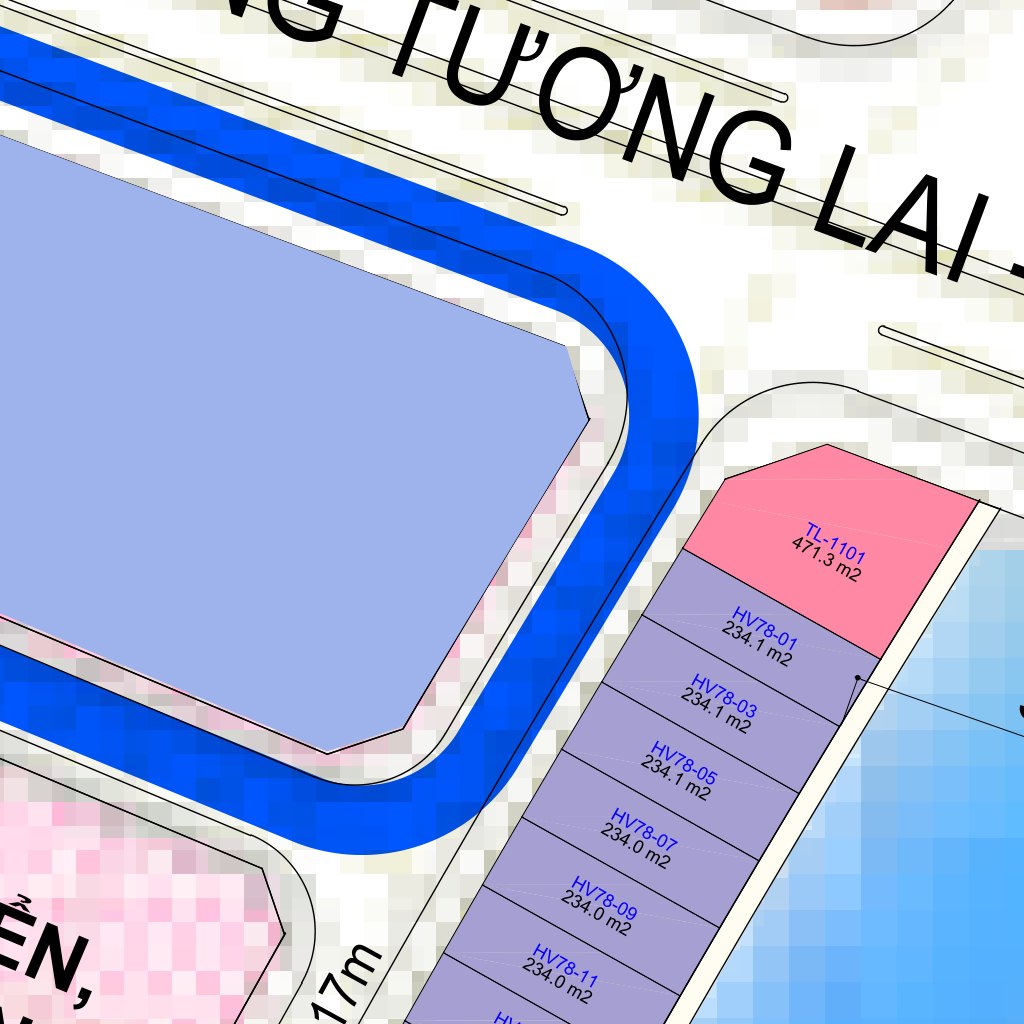 NG TƯƠNG LAI -
TL-1101
471.3 m2
HV78-01
234.1 m2
HV78-03
234.1 m2
HV78-05
234.1 m2
HV78-07
234.0 m2
HV78-09
234.0 m2
HV78-11
234.0 m2
HV
17m
ỂN,